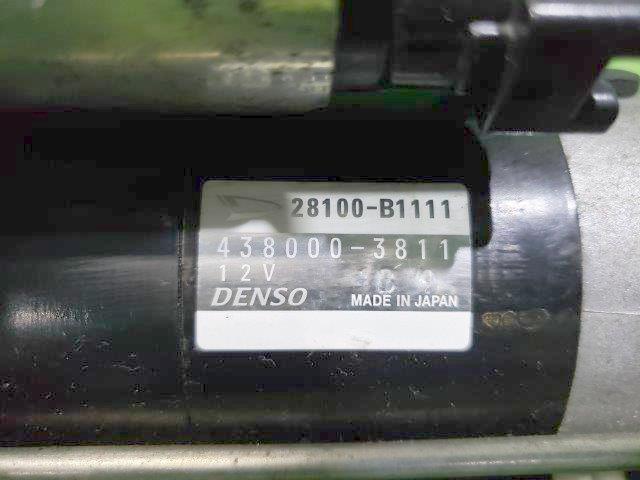 28100-B1111
438000-3811
12V
DENSO MADE IN JAPAN